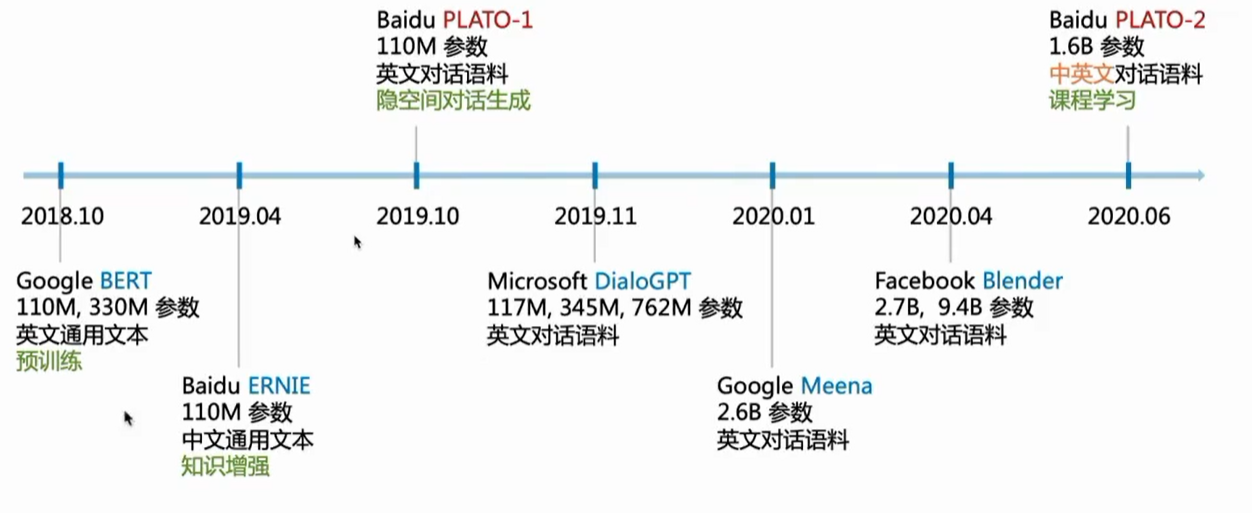 Baidu PLATO-1
110M 参数
英文对话语料
隐空间对话生成
Baidu PLATO-2
1.6B 参数
中英文对话语料
课程学习
2018.10
2019.04
2019.10
2019.11
2020.01
2020.04
2020.06
Google BERT
110M, 330M 参数
英文通用文本
预训练
Baidu ERNIE
110M 参数
中文通用文本
知识增强
Microsoft DialoGPT
117M, 345M, 762M 参数
英文对话语料
Google Meena
2.6B 参数
英文对话语料
Facebook Blender
2.7B, 9.4B 参数
英文对话语料